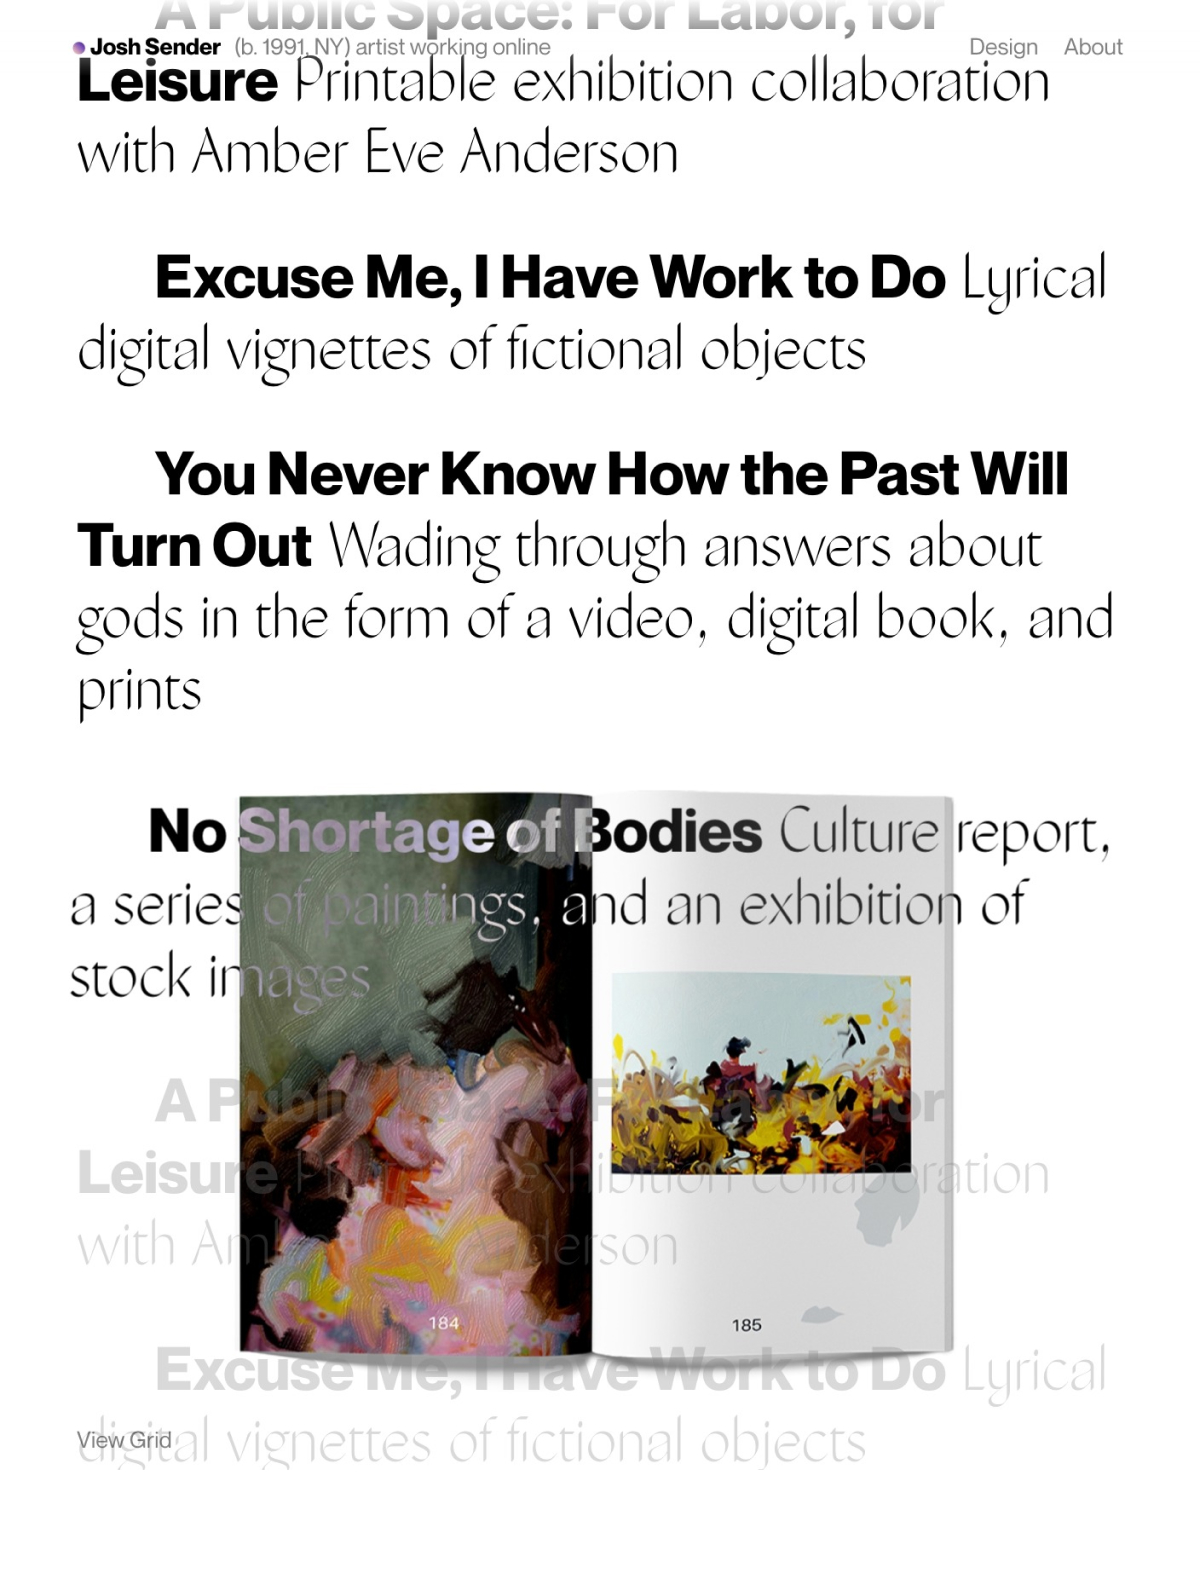 A Public Space: For Labor, for
Josh Sender (b. 1991, NY) artist working online
Design About
Leisure Printable exhibition collaboration
with Amber Eve Anderson
Excuse Me, I Have Work to Do Lyrical
digital vignettes of fictional objects
You Never Know How the Past Will
Turn Out Wading through answers about
gods in the form of a video, digital book, and
prints
No Shortage of Bodies Culture report,
a series of paintings, and an exhibition of
stock images
A Public Space: For Labor, for
Leisure Printable exhibition collaboration
with Amber Eve Anderson
184
185
Excuse Me, I Have Work to Do Lyrical
digital vignettes of fictional objects
View Grid